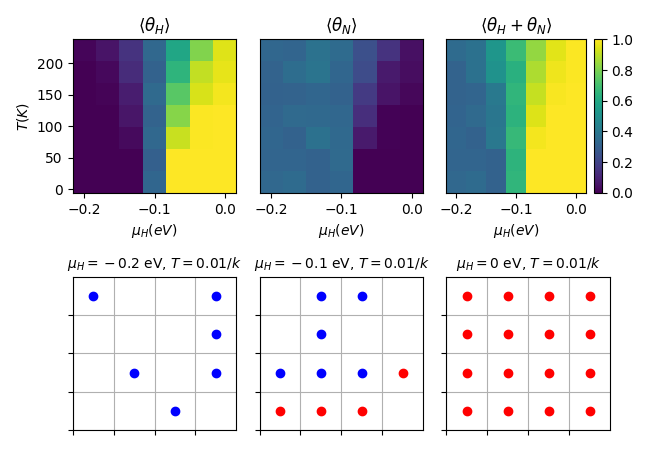 ⟨θ_H⟩ ⟨θ_N⟩ ⟨θ_H + θ_N⟩
T(K)
200
150
100
50
0
−0.2 −0.1 0.0
μ_H(eV)
−0.2 −0.1 0.0
μ_H(eV)
−0.2 −0.1 0.0
μ_H(eV)
1.0
0.8
0.6
0.4
0.2
0.0
μ_H = −0.2 eV, T = 0.01/k
μ_H = −0.1 eV, T = 0.01/k
μ_H = 0 eV, T = 0.01/k